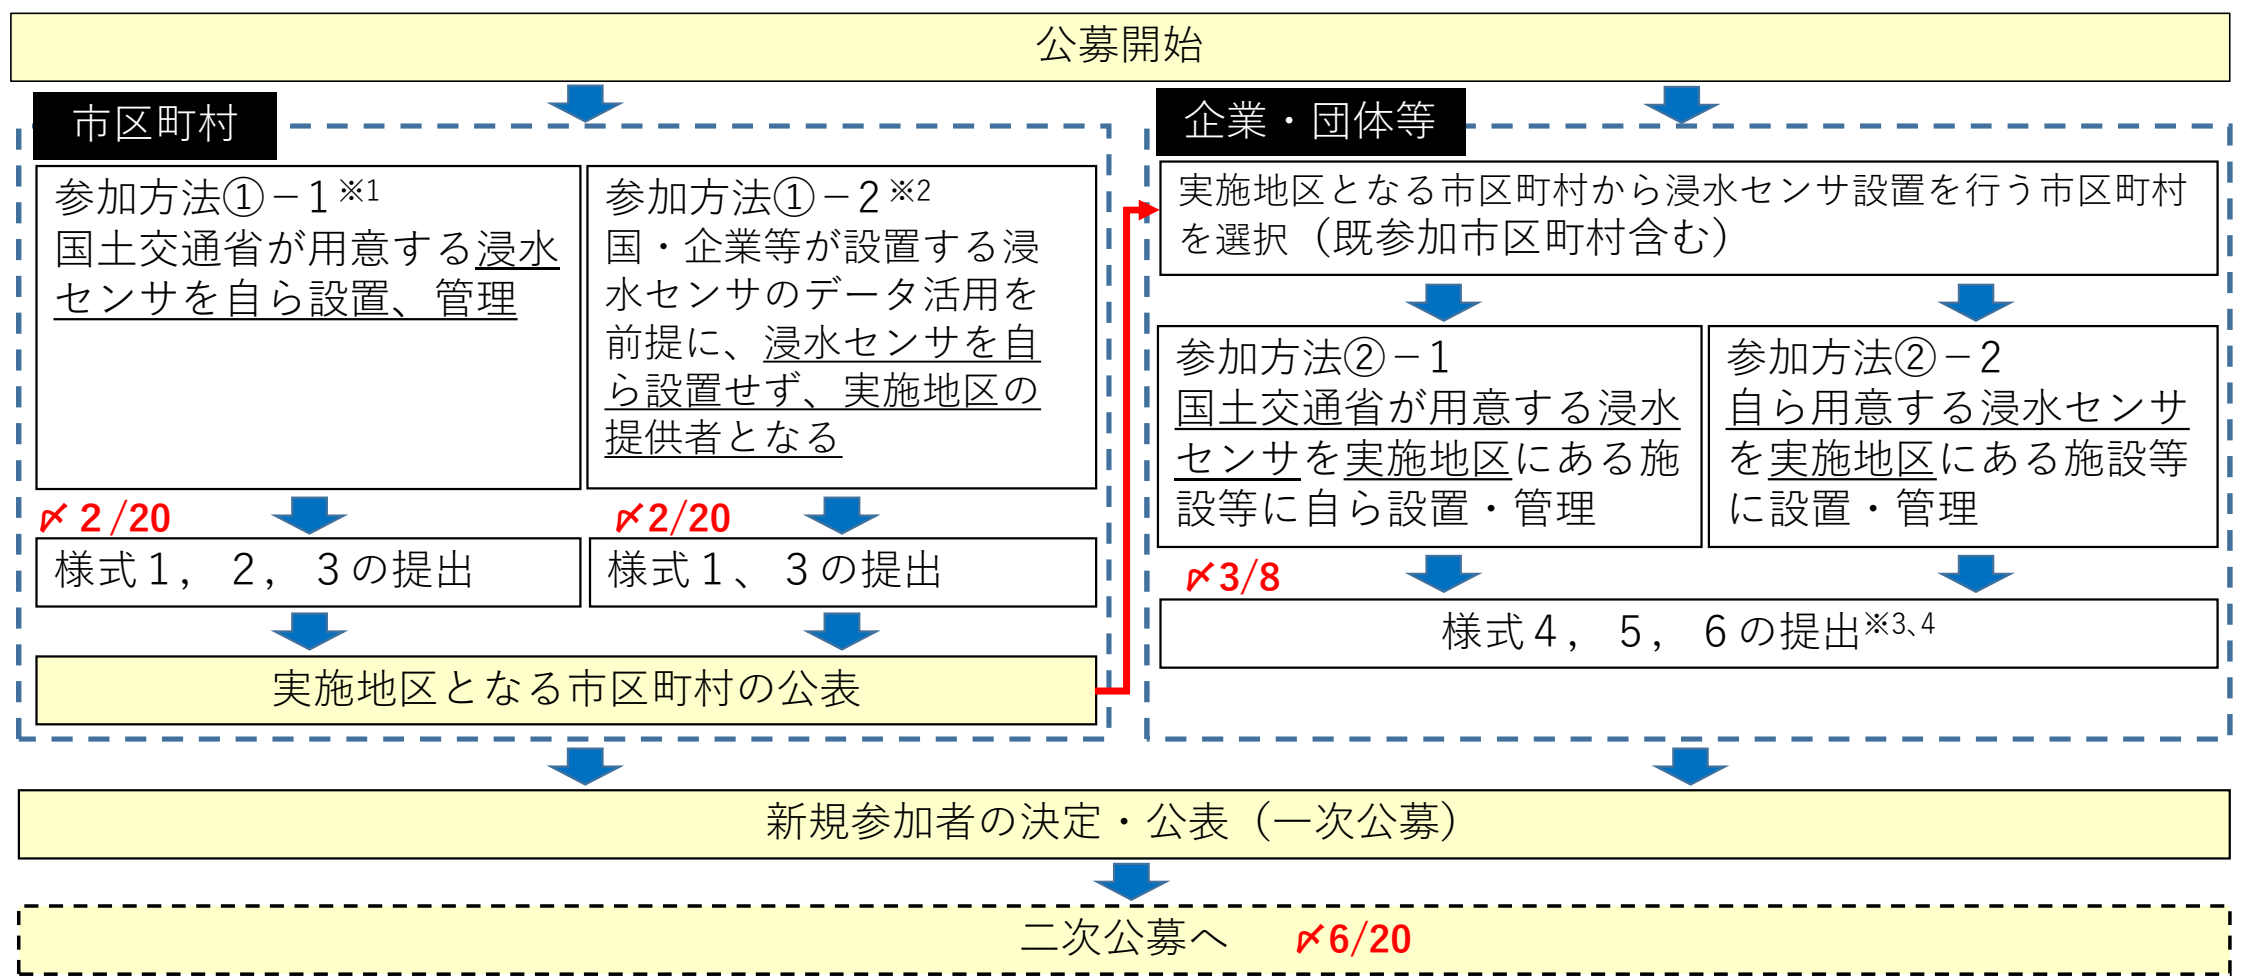 公募開始
市区町村
参加方法①－1※1
国土交通省が用意する浸水
センサを自ら設置、管理
参加方法①－2※2
国・企業等が設置する浸
水センサのデータ活用を
前提に、浸水センサを自
ら設置せず、実施地区の
提供者となる
〆2/20
〆2/20
様式1，2，3の提出
様式1、3の提出
実施地区となる市区町村の公表
企業・団体等
実施地区となる市区町村から浸水センサ設置を行う市区町村
を選択（既参加市区町村含む）
参加方法②－1
国土交通省が用意する浸水
センサを実施地区にある施
設等に自ら設置・管理
参加方法②－2
自ら用意する浸水センサ
を実施地区にある施設等
に設置・管理
〆3/8
様式4，5，6の提出※3、4
新規参加者の決定・公表（一次公募）
二次公募へ 〆6/20